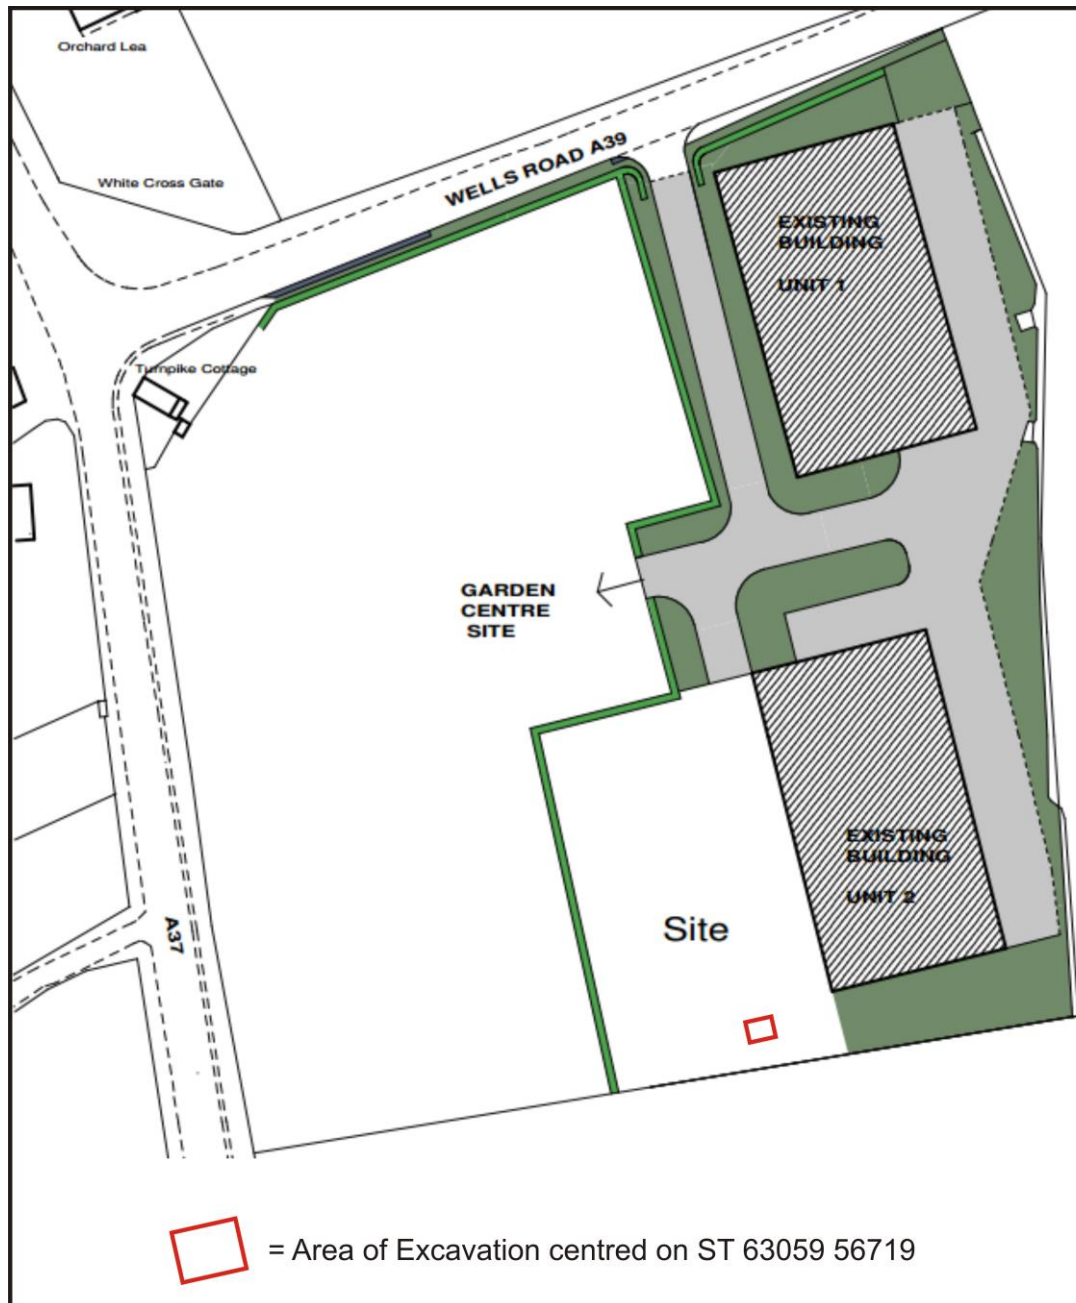 Orchard Lea
WELLS ROAD A39
White Cross Gate
EXISTING
BUILDING
UNIT 1
Turnpike Cottage
GARDEN
CENTRE
SITE
EXISTING
BUILDING
UNIT 2
Site
A37
= Area of Excavation centred on ST 63059 56719